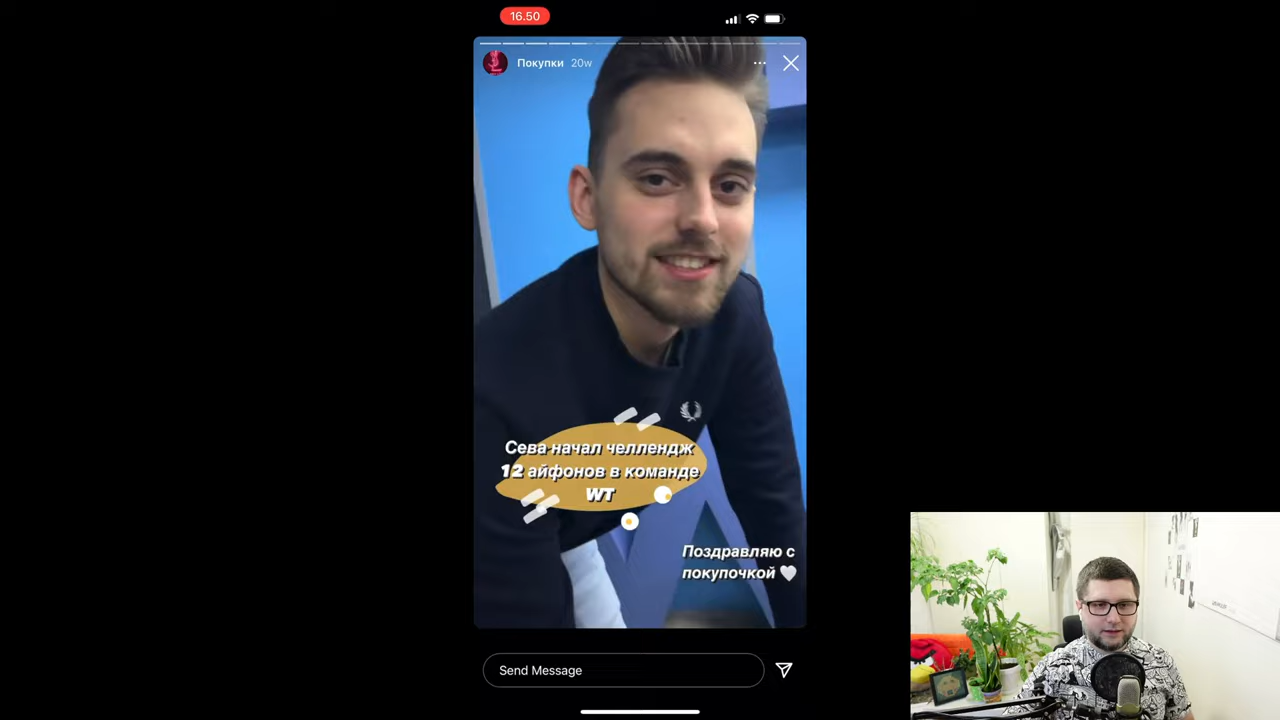 16.50
Покупки 20w
Сева начал челлендж
12 айфонов в команде
WT
Поздравляю с
покупочкой
Send Message